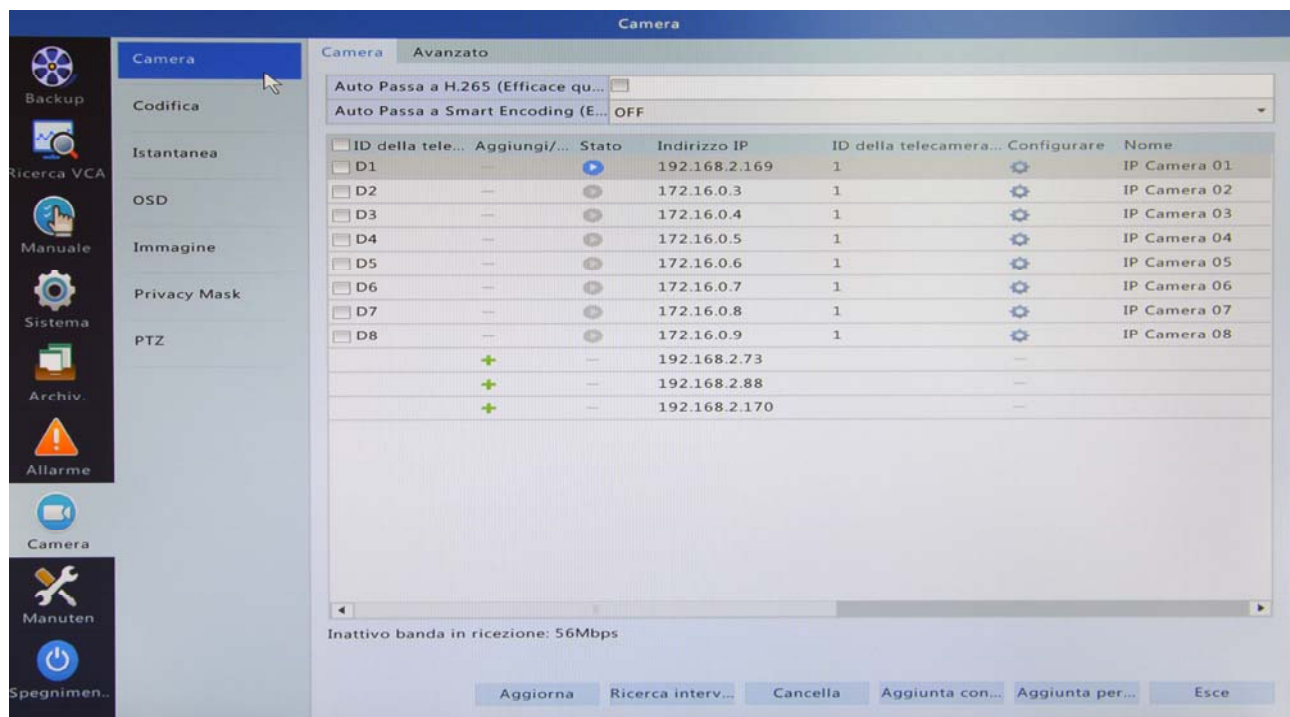 Camera
Backup
Ricerca VCA
Manuale
Sistema
Archiv.
Allarme
Camera
Manuten
Spegnimen..
Camera
Codifica
Istantanea
OSD
Immagine
Privacy Mask
PTZ
Camera Avanzato
Auto Passa a H.265 (Efficace qu...
Auto Passa a Smart Encoding (E... OFF
ID della tele... Aggiungi/... Stato Indirizzo IP ID della telecamera... Configurare Nome
D1 — 192.168.2.169 1 IP Camera 01
D2 — 172.16.0.3 1 IP Camera 02
D3 — 172.16.0.4 1 IP Camera 03
D4 — 172.16.0.5 1 IP Camera 04
D5 — 172.16.0.6 1 IP Camera 05
D6 — 172.16.0.7 1 IP Camera 06
D7 — 172.16.0.8 1 IP Camera 07
D8 — 172.16.0.9 1 IP Camera 08
+ — 192.168.2.73 —
+ — 192.168.2.88 —
+ — 192.168.2.170 —
Inattivo banda in ricezione: 56Mbps
Aggiorna Ricerca interv... Cancella Aggiunta con... Aggiunta per... Esce